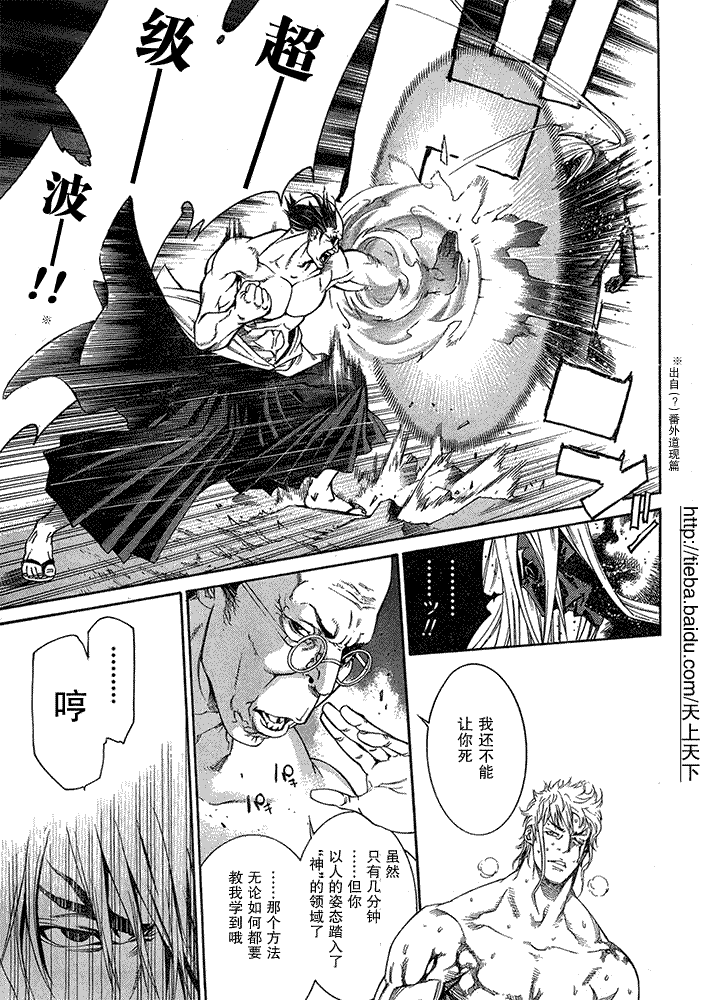 超
级
波
!!
※
※出自(?)番外道现篇
http://tieba.baidu.com/天上天下
……
……ッ!!
我还不能
让你死
虽然
只有几分钟
……但你
以人的姿态踏入了
“神”的领域了
……那个方法
无论如何都要
教我学到哦
……
哼